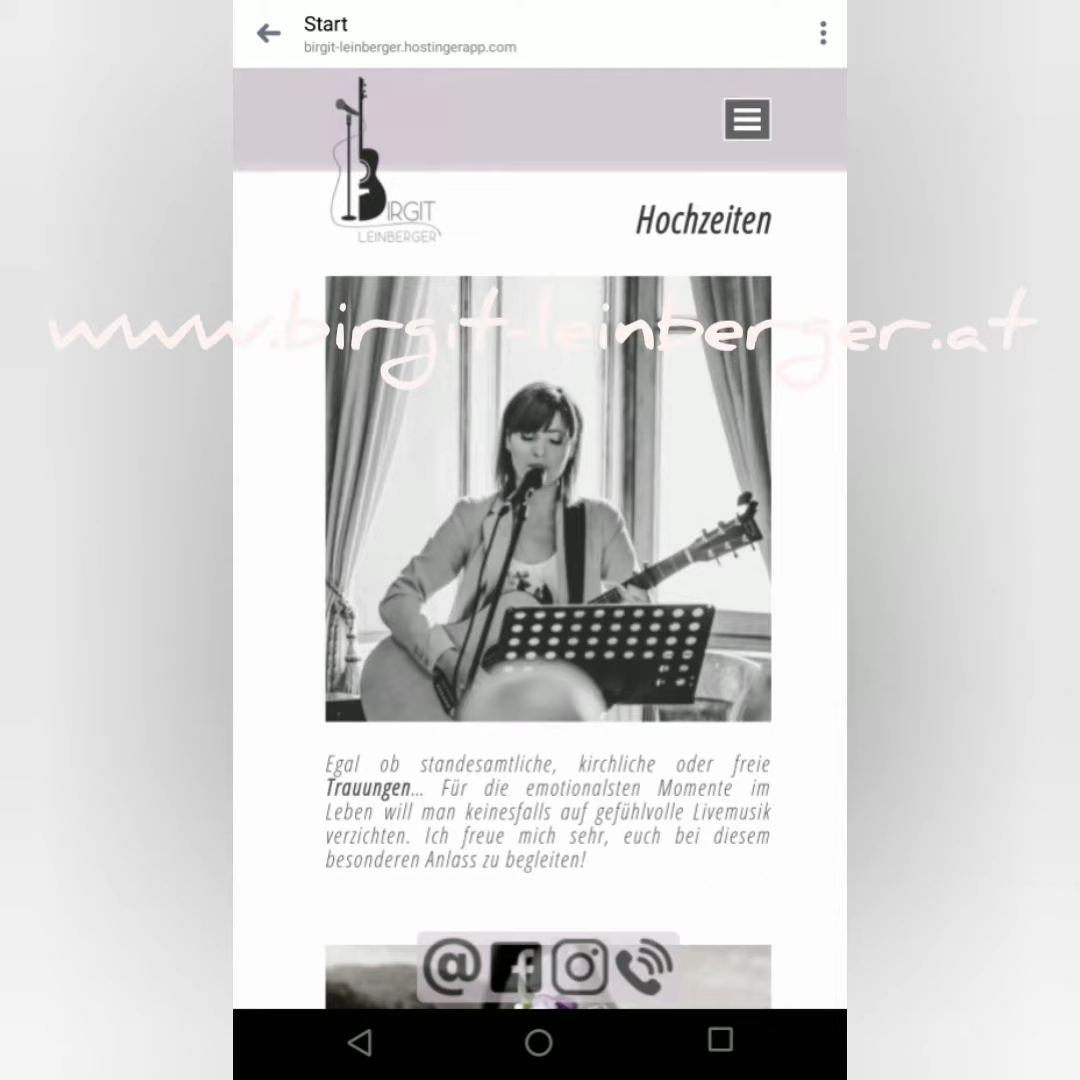 Start
birgit-leinberger.hostingerapp.com
BIRGIT
LEINBERGER
Hochzeiten
www.birgit-leinberger.at
Egal ob standesamtliche, kirchliche oder freie
Trauungen... Für die emotionalsten Momente im
Leben will man keinesfalls auf gefühlvolle Livemusik
verzichten. Ich freue mich sehr, euch bei diesem
besonderen Anlass zu begleiten!